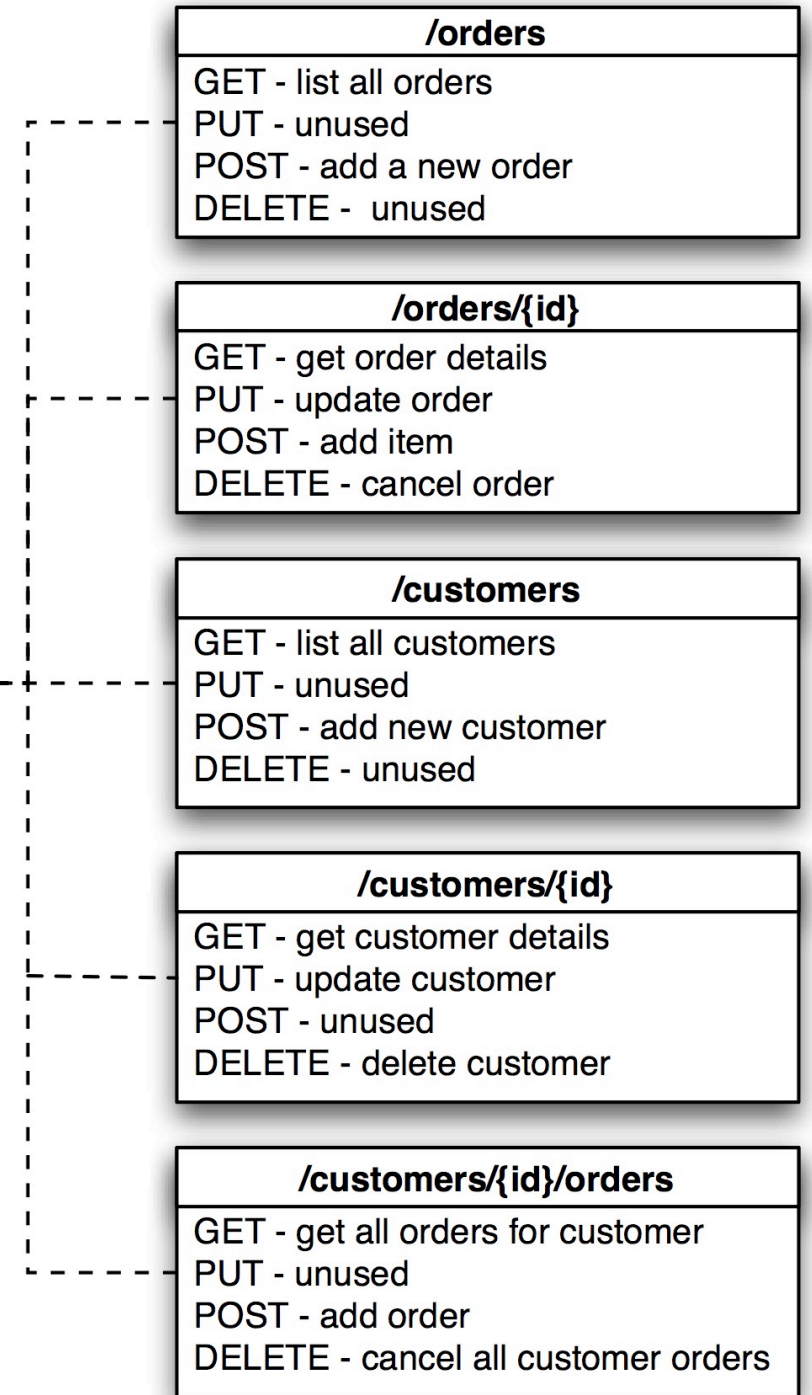 /orders
GET - list all orders
PUT - unused
POST - add a new order
DELETE -  unused
/orders/{id}
GET - get order details
PUT - update order
POST - add item
DELETE - cancel order
/customers
GET - list all customers
PUT - unused
POST - add new customer
DELETE - unused
/customers/{id}
GET - get customer details
PUT - update customer
POST - unused
DELETE - delete customer
/customers/{id}/orders
GET - get all orders for customer
PUT - unused
POST - add order
DELETE - cancel all customer orders